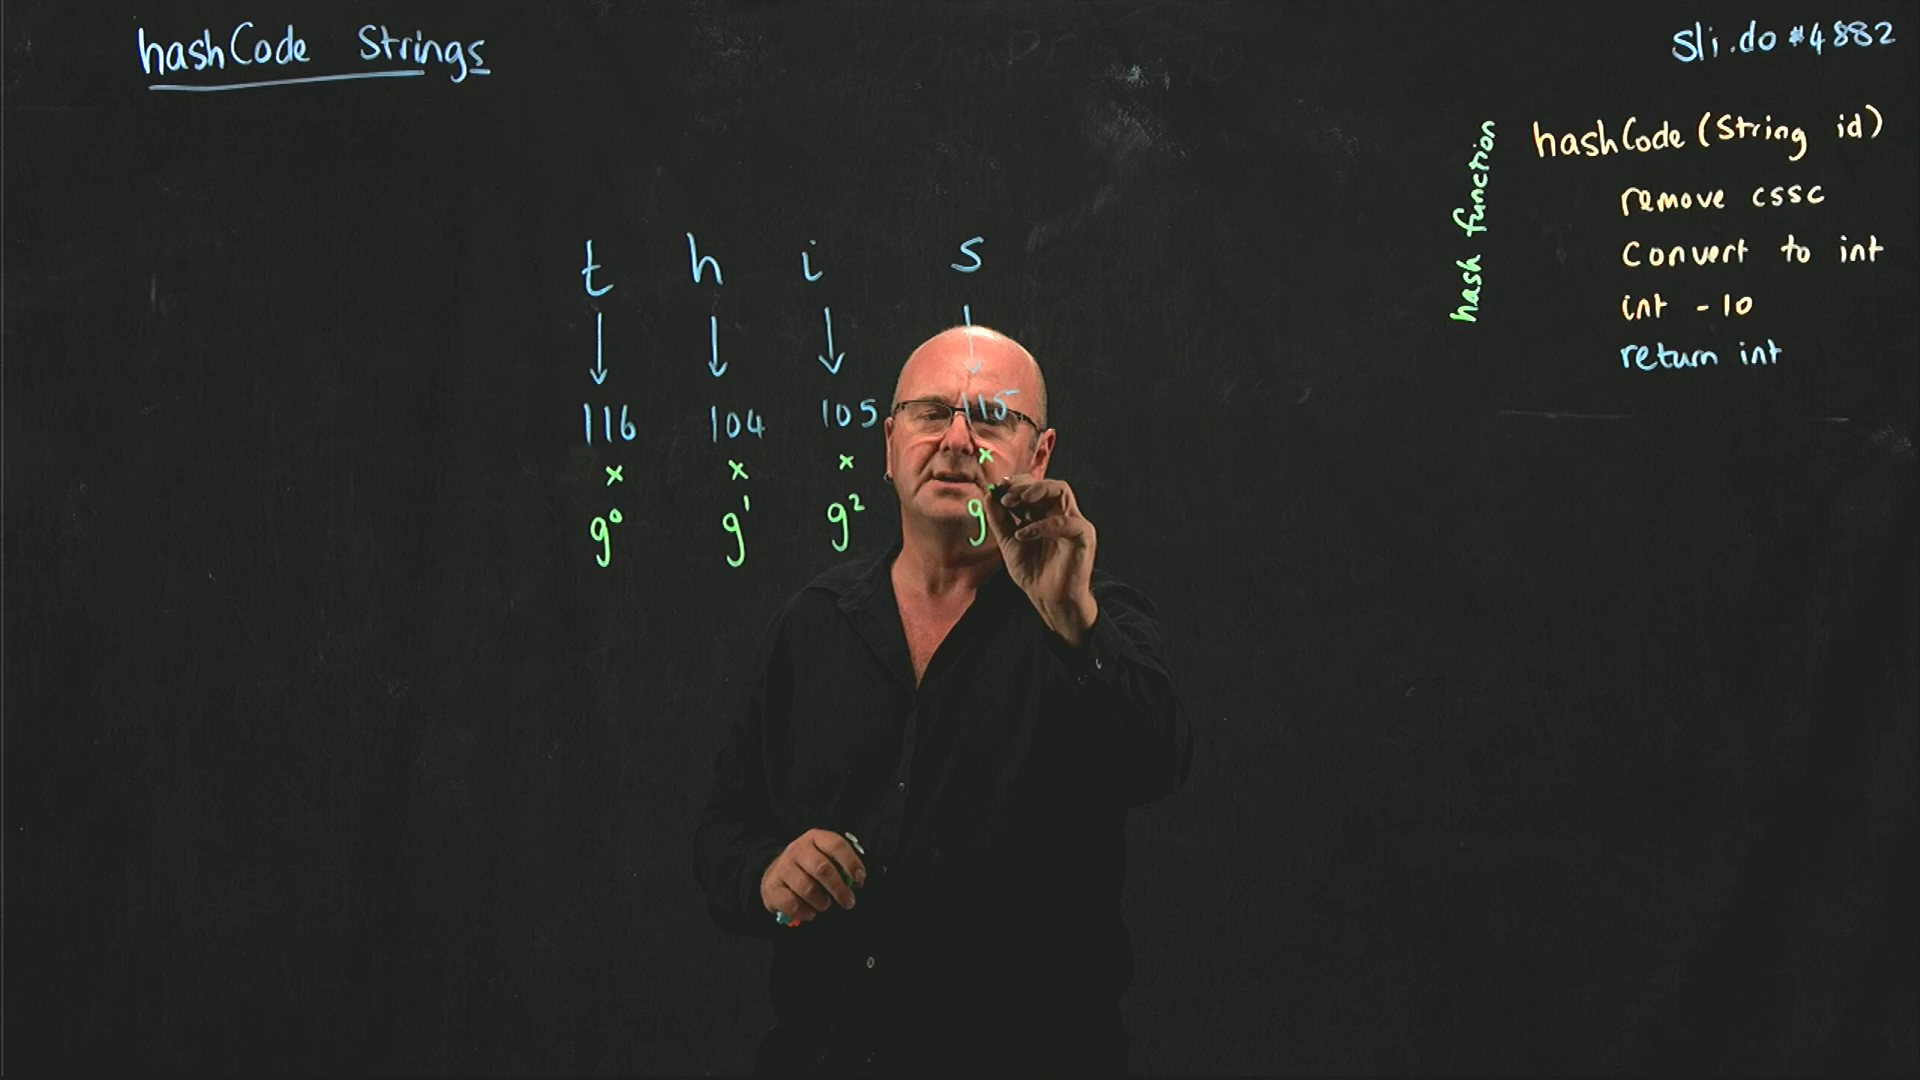 hashCode Strings
sli.do #4882
hash function
hashCode (String id)
remove cssc
convert to int
int - 10
return int
t h i s
↓ ↓ ↓ ↓
116 104 105 115
x x x x
g⁰ g¹ g² g